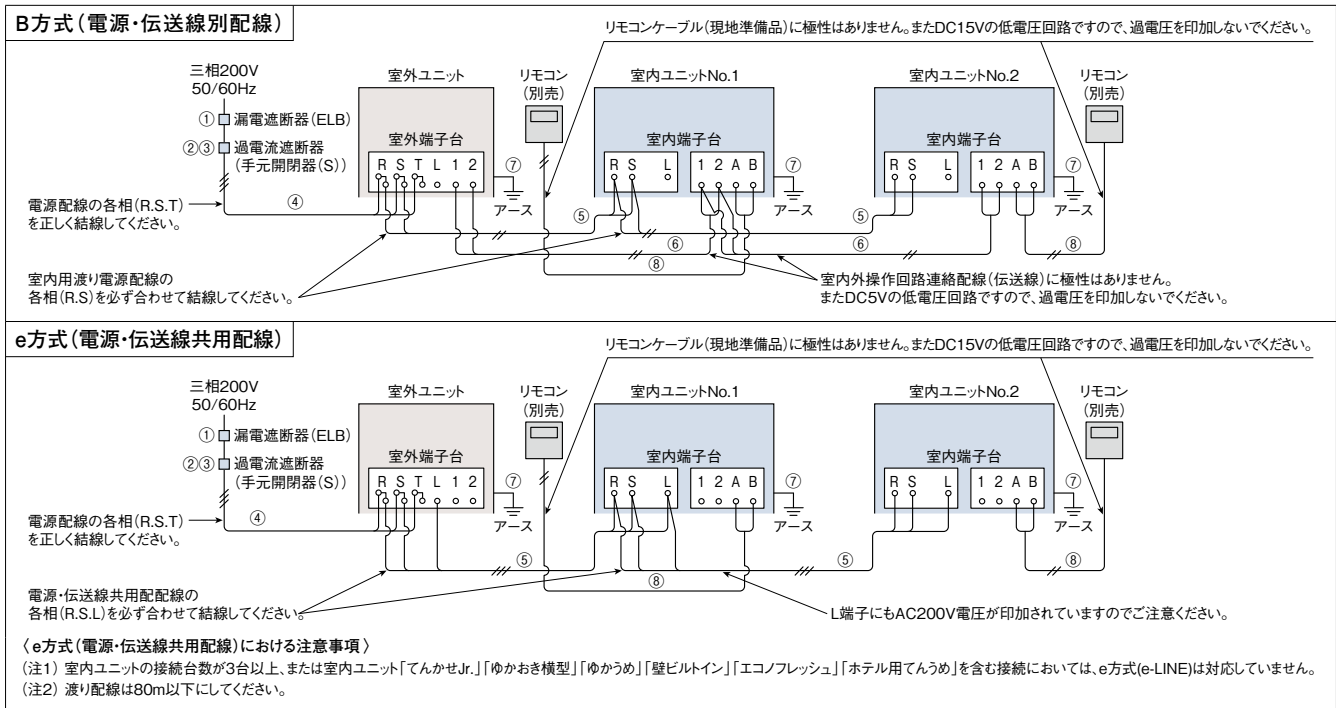 B方式(電源・伝送線別配線)
リモコンケーブル(現地準備品)に極性はありません。またDC15Vの低電圧回路ですので、過電圧を印加しないでください。
三相200V
50/60Hz
① 漏電遮断器(ELB)
②③ 過電流遮断器
(手元開閉器(S))
電源配線の各相(R.S.T)
を正しく結線してください。
④
室外ユニット
室外端子台
R S T L 1 2
⑦
アース
リモコン
(別売)
室内ユニットNo.1
室内端子台
R S L 1 2 A B
⑦
アース
室内ユニットNo.2
室内端子台
R S L 1 2 A B
⑦
アース
リモコン
(別売)
⑤
⑤
⑥
⑥
⑧
⑧
室内用渡り電源配線の
各相(R.S)を必ず合わせて結線してください。
室内外操作回路連絡配線(伝送線)に極性はありません。
またDC5Vの低電圧回路ですので、過電圧を印加しないでください。
e方式(電源・伝送線共用配線)
リモコンケーブル(現地準備品)に極性はありません。またDC15Vの低電圧回路ですので、過電圧を印加しないでください。
三相200V
50/60Hz
① 漏電遮断器(ELB)
②③ 過電流遮断器
(手元開閉器(S))
電源配線の各相(R.S.T)
を正しく結線してください。
④
室外ユニット
室外端子台
R S T L 1 2
⑦
アース
リモコン
(別売)
室内ユニットNo.1
室内端子台
R S L 1 2 A B
⑦
アース
室内ユニットNo.2
室内端子台
R S L 1 2 A B
⑦
アース
リモコン
(別売)
⑤
⑤
⑧
⑧
電源・伝送線共用配配線の
各相(R.S.L)を必ず合わせて結線してください。
L端子にもAC200V電圧が印加されていますのでご注意ください。
〈e方式(電源・伝送線共用配線)における注意事項〉
(注1) 室内ユニットの接続台数が3台以上、または室内ユニット「てんかせJr.」「ゆかおき横型」「ゆかうめ」「壁ビルトイン」「エコノフレッシュ」「ホテル用てんうめ」を含む接続においては、e方式(e-LINE)は対応していません。
(注2) 渡り配線は80m以下にしてください。